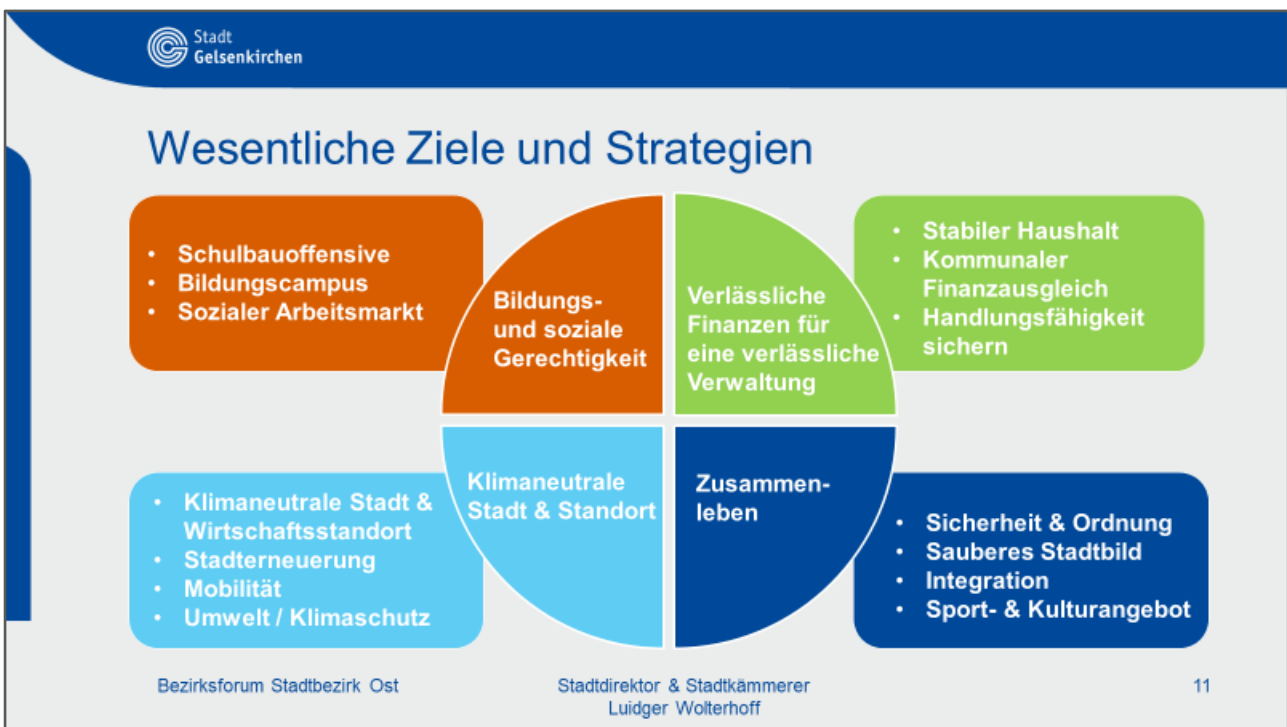 Stadt
Gelsenkirchen
Wesentliche Ziele und Strategien
• Schulbauoffensive
• Bildungscampus
• Sozialer Arbeitsmarkt
Bildungs-
und soziale
Gerechtigkeit
Verlässliche
Finanzen für
eine verlässliche
Verwaltung
• Stabiler Haushalt
• Kommunaler
Finanzausgleich
• Handlungsfähigkeit
sichern
• Klimaneutrale Stadt &
Wirtschaftsstandort
• Stadterneuerung
• Mobilität
• Umwelt / Klimaschutz
Klimaneutrale
Stadt & Standort
Zusammen-
leben
• Sicherheit & Ordnung
• Sauberes Stadtbild
• Integration
• Sport- & Kulturangebot
Bezirksforum Stadtbezirk Ost
Stadtdirektor & Stadtkämmerer
Luidger Wolterhoff
11